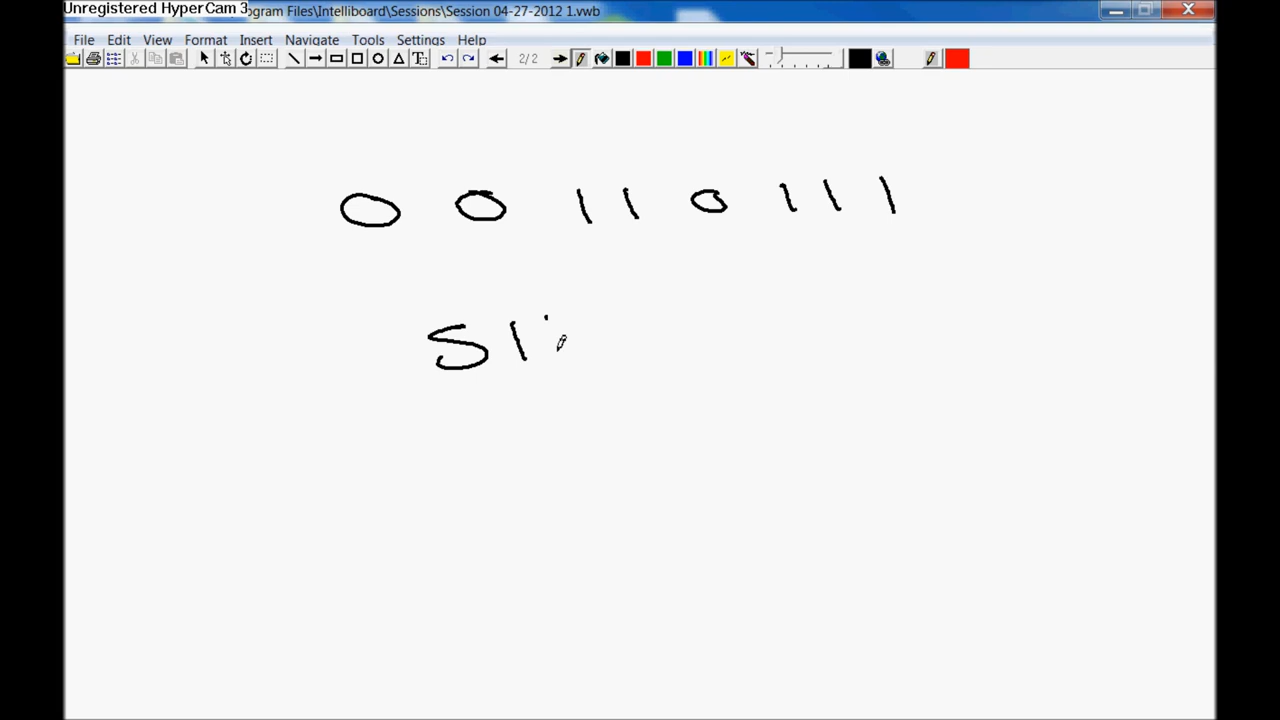 Unregistered HyperCam 3
ogram Files\Intelliboard\Sessions\Session 04-27-2012 1.vwb
File Edit View Format Insert Navigate Tools Settings Help
2/2
0 0 1 1 0 1 1 1
S1